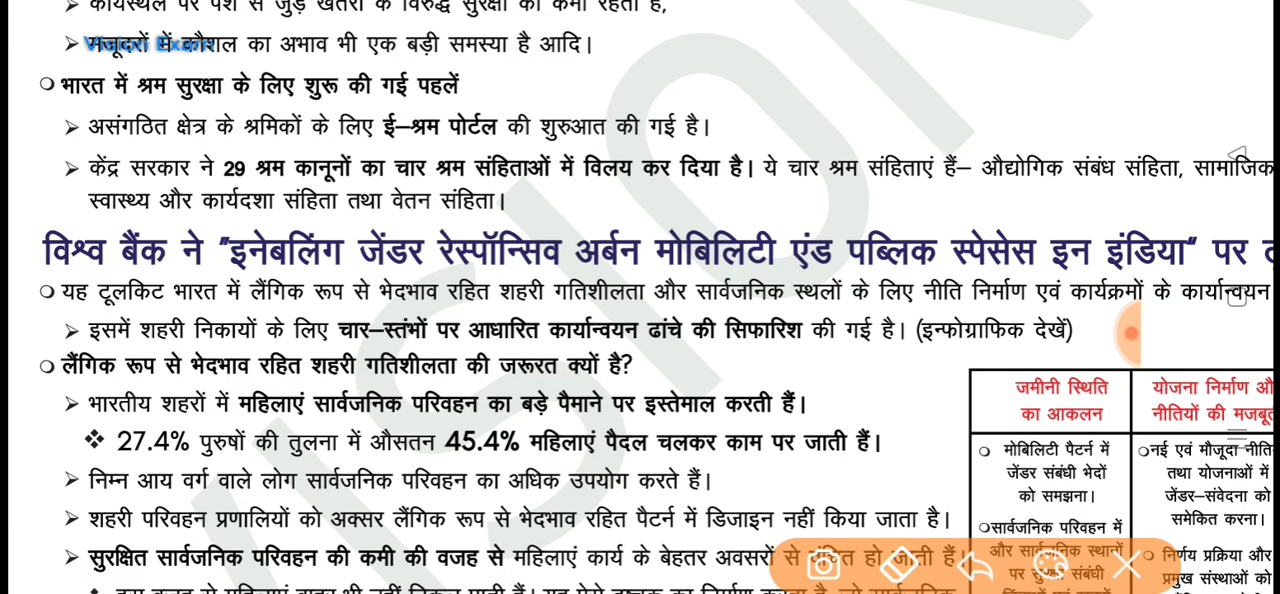 कार्यस्थल पर पेशे से जुड़े खतरों के विरुद्ध सुरक्षा की कमी रहती है,
➢ मजदूरों में कौशल का अभाव भी एक बड़ी समस्या है आदि।
Vision Exam
○ भारत में श्रम सुरक्षा के लिए शुरू की गई पहलें
➢ असंगठित क्षेत्र के श्रमिकों के लिए ई–श्रम पोर्टल की शुरुआत की गई है।
➢ केंद्र सरकार ने 29 श्रम कानूनों का चार श्रम संहिताओं में विलय कर दिया है। ये चार श्रम संहिताएं हैं– औद्योगिक संबंध संहिता, सामाजिक
स्वास्थ्य और कार्यदशा संहिता तथा वेतन संहिता।
विश्व बैंक ने "इनेबलिंग जेंडर रेस्पॉन्सिव अर्बन मोबिलिटी एंड पब्लिक स्पेसेस इन इंडिया" पर
○ यह टूलकिट भारत में लैंगिक रूप से भेदभाव रहित शहरी गतिशीलता और सार्वजनिक स्थलों के लिए नीति निर्माण एवं कार्यक्रमों के कार्यान्वयन
➢ इसमें शहरी निकायों के लिए चार–स्तंभों पर आधारित कार्यान्वयन ढांचे की सिफारिश की गई है। (इन्फोग्राफिक देखें)
○ लैंगिक रूप से भेदभाव रहित शहरी गतिशीलता की जरूरत क्यों है?
➢ भारतीय शहरों में महिलाएं सार्वजनिक परिवहन का बड़े पैमाने पर इस्तेमाल करती हैं।
❖ 27.4% पुरुषों की तुलना में औसतन 45.4% महिलाएं पैदल चलकर काम पर जाती हैं।
➢ निम्न आय वर्ग वाले लोग सार्वजनिक परिवहन का अधिक उपयोग करते हैं।
➢ शहरी परिवहन प्रणालियों को अक्सर लैंगिक रूप से भेदभाव रहित पैटर्न में डिजाइन नहीं किया जाता है।
➢ सुरक्षित सार्वजनिक परिवहन की कमी की वजह से महिलाएं कार्य के बेहतर अवसरों से वंचित हो जाती हैं।
जमीनी स्थिति
का आकलन
○ मोबिलिटी पैटर्न में
जेंडर संबंधी भेदों
को समझना।
○ सार्वजनिक परिवहन में
और सार्वजनिक स्थानों
पर सुरक्षा संबंधी
योजना निर्माण
नीतियों की
○ नई एवं मौजूदा नीति
तथा योजनाओं में
जेंडर–संवेदना को
समेकित करना।
○ निर्णय प्रक्रिया और
प्रमुख संस्थाओं को
VISION